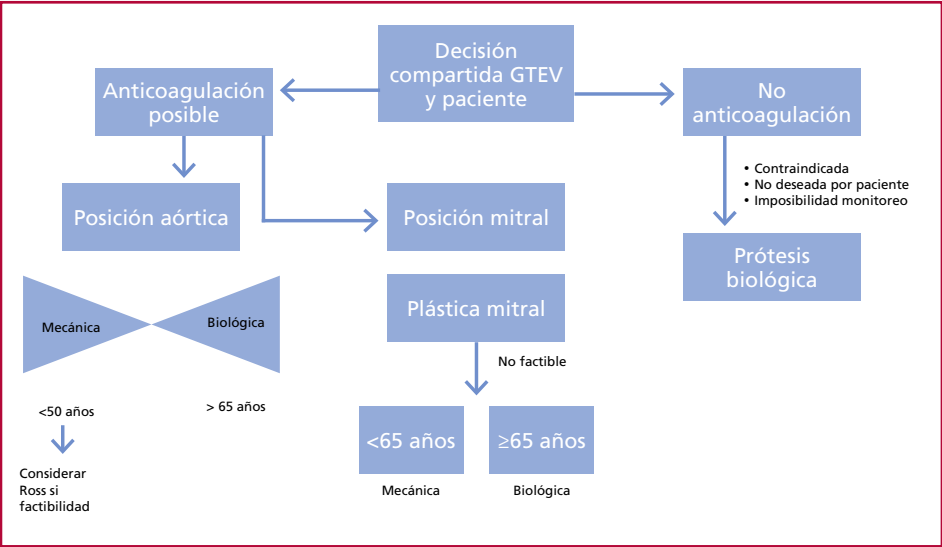 Decisión
compartida GTEV
y paciente
Anticoagulación
posible
No
anticoagulación
• Contraindicada
• No deseada por paciente
• Imposibilidad monitoreo
Posición aórtica
Posición mitral
Prótesis
biológica
Mecánica
Biológica
Plástica mitral
No factible
<50 años
> 65 años
<65 años
≥65 años
Considerar
Ross si
factibilidad
Mecánica
Biológica